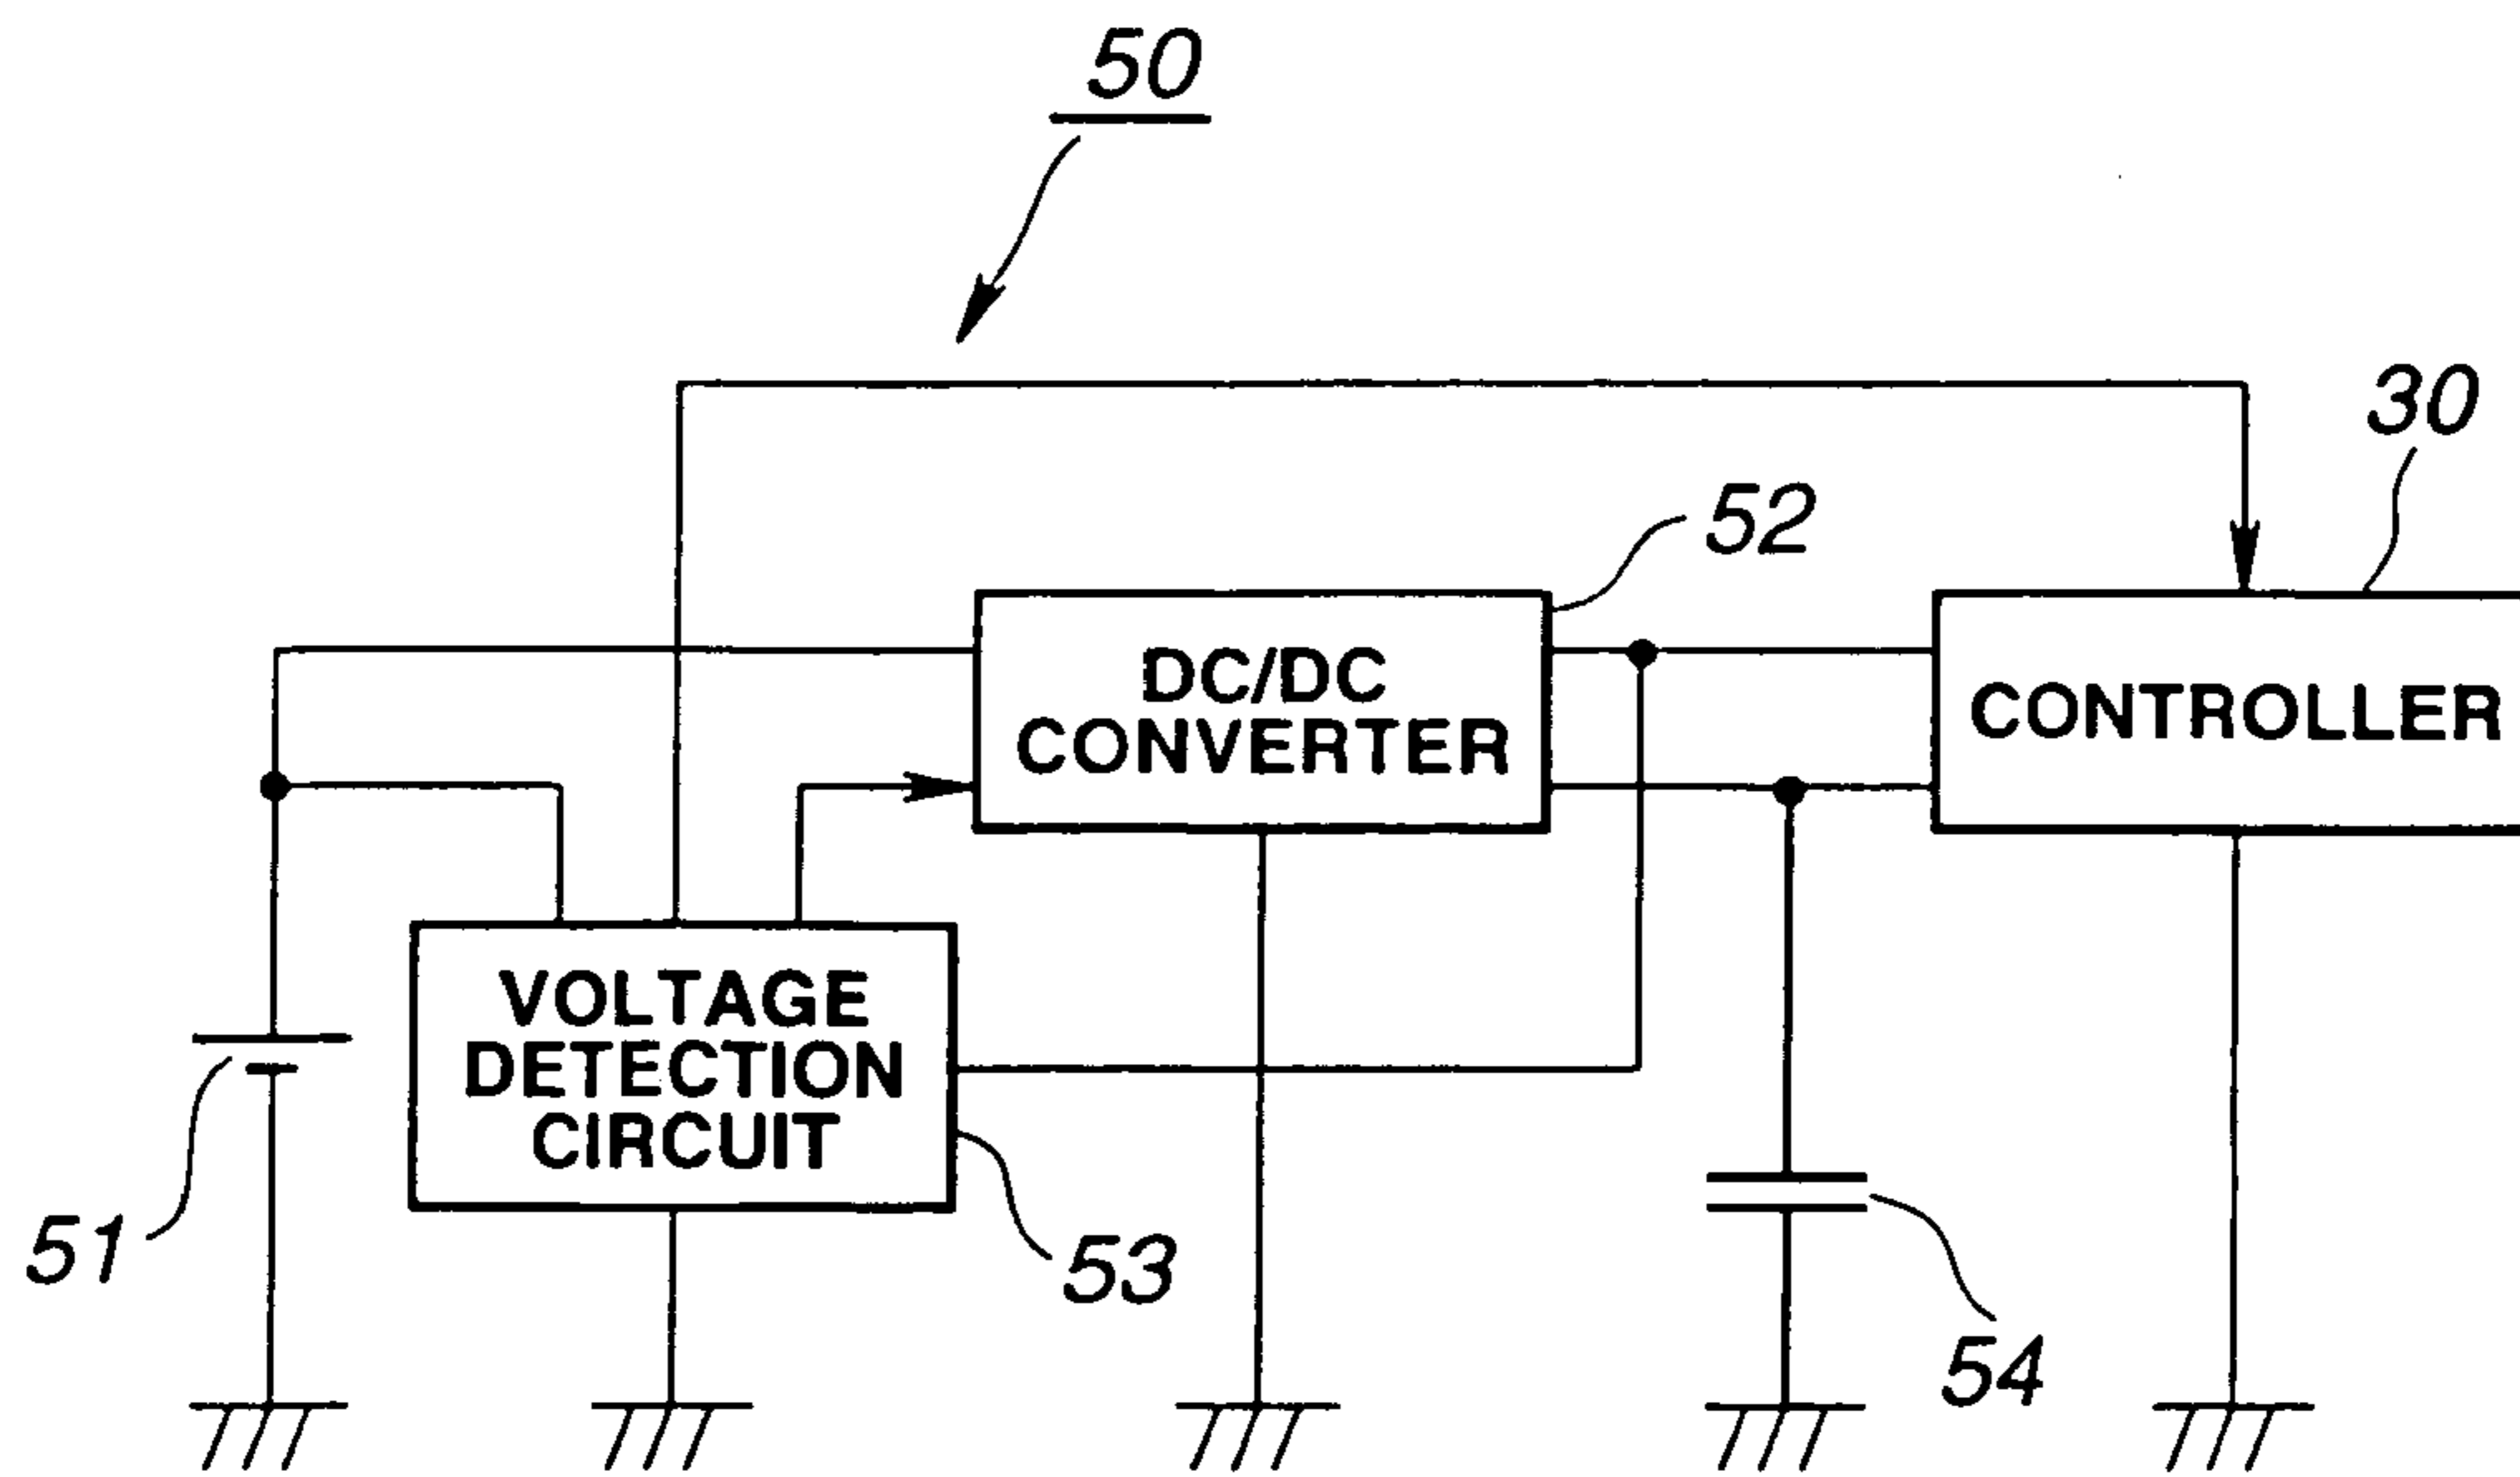 50
30
52
DC/DC
CONVERTER
CONTROLLER
VOLTAGE
DETECTION
CIRCUIT
51
53
54